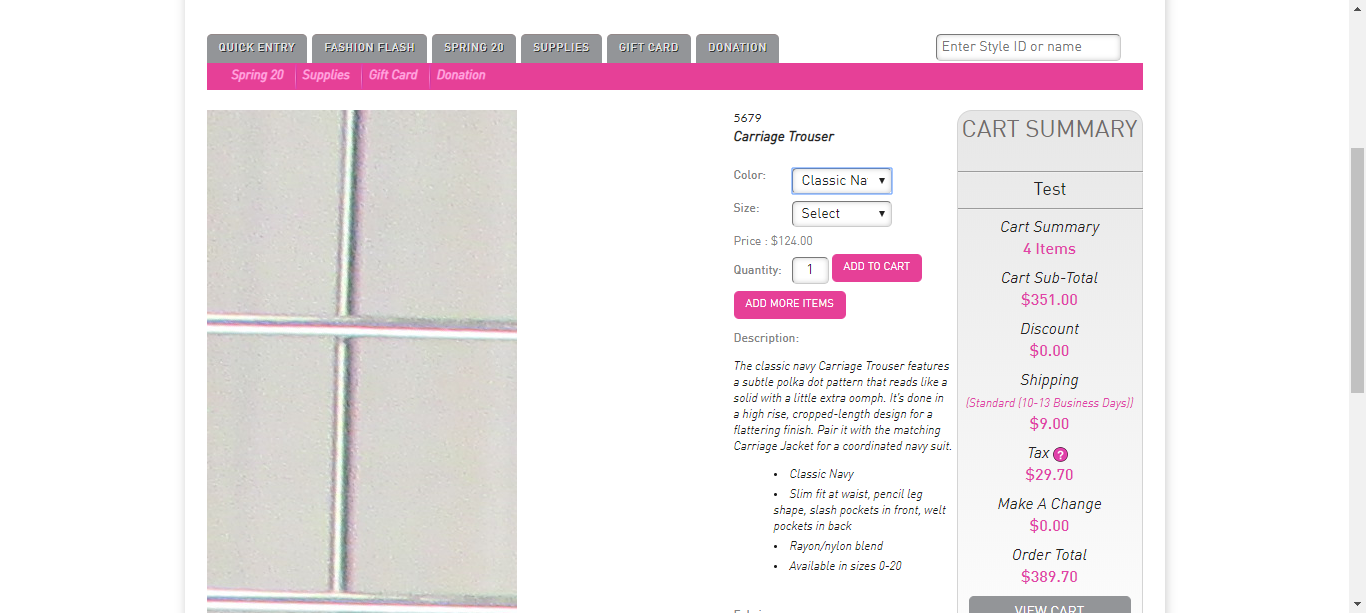 QUICK ENTRY
FASHION FLASH
SPRING 20
SUPPLIES
GIFT CARD
DONATION
Enter Style ID or name
Spring 20
Supplies
Gift Card
Donation
5679
Carriage Trouser
Color:
Classic Na
Size:
Select
Price : $124.00
Quantity:
1
ADD TO CART
ADD MORE ITEMS
Description:
The classic navy Carriage Trouser features
a subtle polka dot pattern that reads like a
solid with a little extra oomph. It's done in
a high rise, cropped-length design for a
flattering finish. Pair it with the matching
Carriage Jacket for a coordinated navy suit.
• Classic Navy
• Slim fit at waist, pencil leg
shape, slash pockets in front, welt
pockets in back
• Rayon/nylon blend
• Available in sizes 0-20
CART SUMMARY
Test
Cart Summary
4 Items
Cart Sub-Total
$351.00
Discount
$0.00
Shipping
(Standard (10-13 Business Days))
$9.00
Tax ?
$29.70
Make A Change
$0.00
Order Total
$389.70
VIEW CART